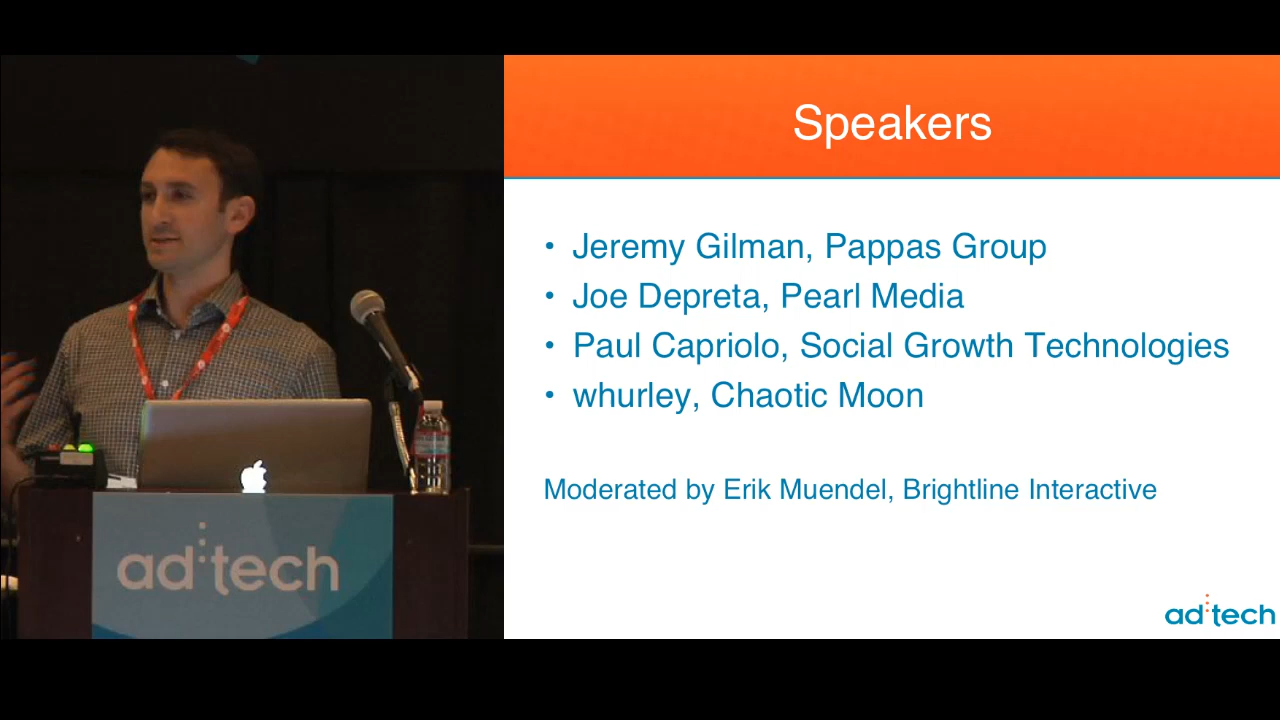 Speakers
• Jeremy Gilman, Pappas Group
• Joe Depreta, Pearl Media
• Paul Capriolo, Social Growth Technologies
• whurley, Chaotic Moon
Moderated by Erik Muendel, Brightline Interactive
ad:tech
ad:tech